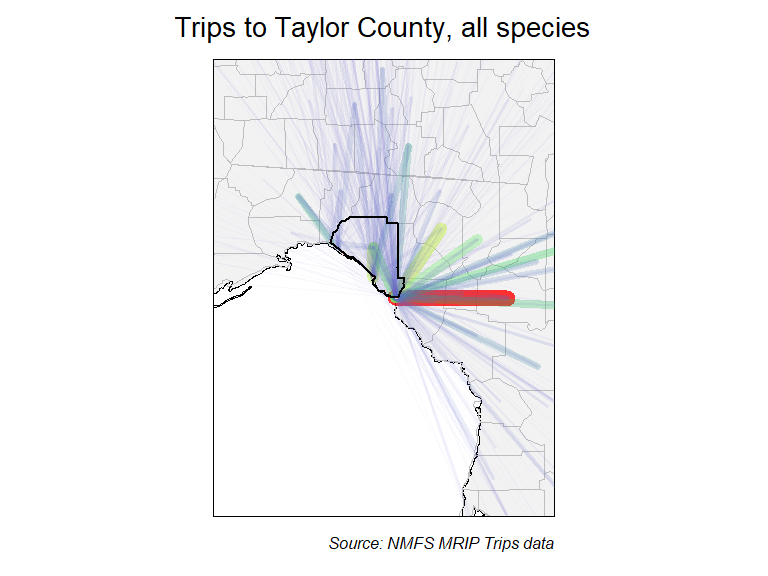 Trips to Taylor County, all species
Source: NMFS MRIP Trips data